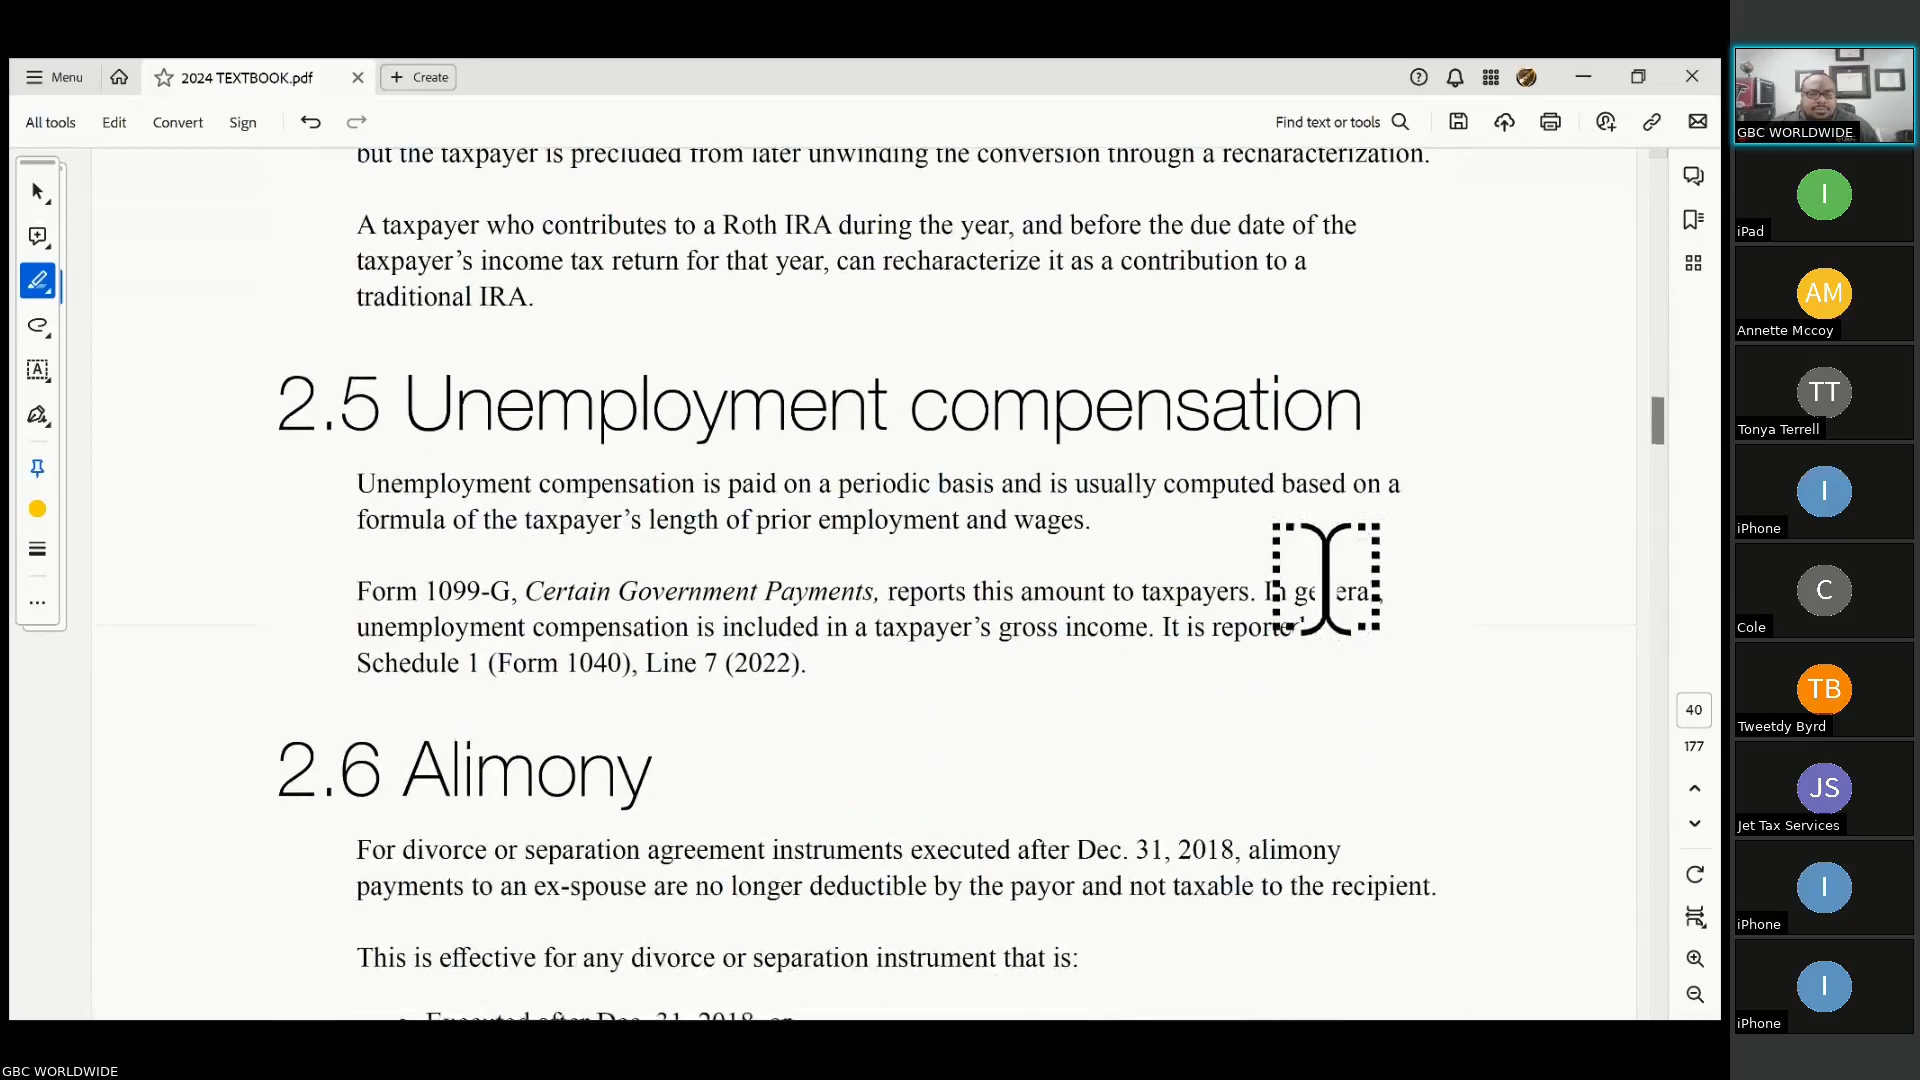 Menu
2024 TEXTBOOK.pdf
Create
All tools
Edit
Convert
Sign
Find text or tools
but the taxpayer is precluded from later unwinding the conversion through a recharacterization.
A taxpayer who contributes to a Roth IRA during the year, and before the due date of the
taxpayer’s income tax return for that year, can recharacterize it as a contribution to a
traditional IRA.
2.5 Unemployment compensation
Unemployment compensation is paid on a periodic basis and is usually computed based on a
formula of the taxpayer’s length of prior employment and wages.
Form 1099-G, Certain Government Payments, reports this amount to taxpayers. In general,
unemployment compensation is included in a taxpayer’s gross income. It is reported
Schedule 1 (Form 1040), Line 7 (2022).
2.6 Alimony
For divorce or separation agreement instruments executed after Dec. 31, 2018, alimony
payments to an ex-spouse are no longer deductible by the payor and not taxable to the recipient.
This is effective for any divorce or separation instrument that is:
• Executed after Dec. 31, 2018, or
40
177
GBC WORLDWIDE
I
iPad
AM
Annette Mccoy
TT
Tonya Terrell
I
iPhone
C
Cole
TB
Tweetdy Byrd
JS
Jet Tax Services
I
iPhone
I
iPhone
GBC WORLDWIDE